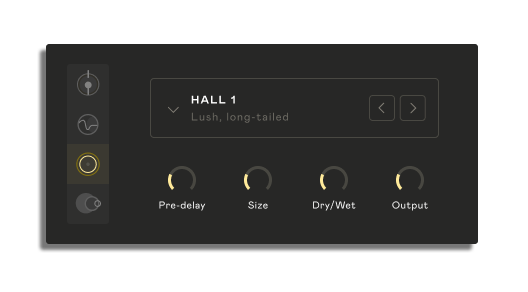 HALL 1
Lush, long-tailed
Pre-delay
Size
Dry/Wet
Output